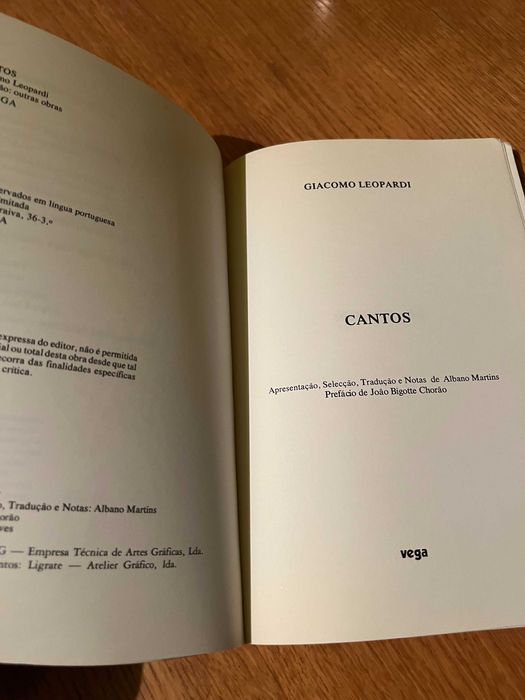 TOS
mo Leopardi
ão: outras obras
GA
ervados em língua portuguesa
mitada
raiva, 36-3.º
A
expressa do editor, não é permitida
ial ou total desta obra desde que tal
ecorra das finalidades específicas
crítica.
o, Tradução e Notas: Albano Martins
orão
ves
G — Empresa Técnica de Artes Gráficas, Lda.
ntos: Ligrate — Atelier Gráfico, lda.
GIACOMO LEOPARDI
CANTOS
Apresentação, Selecção, Tradução e Notas de Albano Martins
Prefácio de João Bigotte Chorão
vega